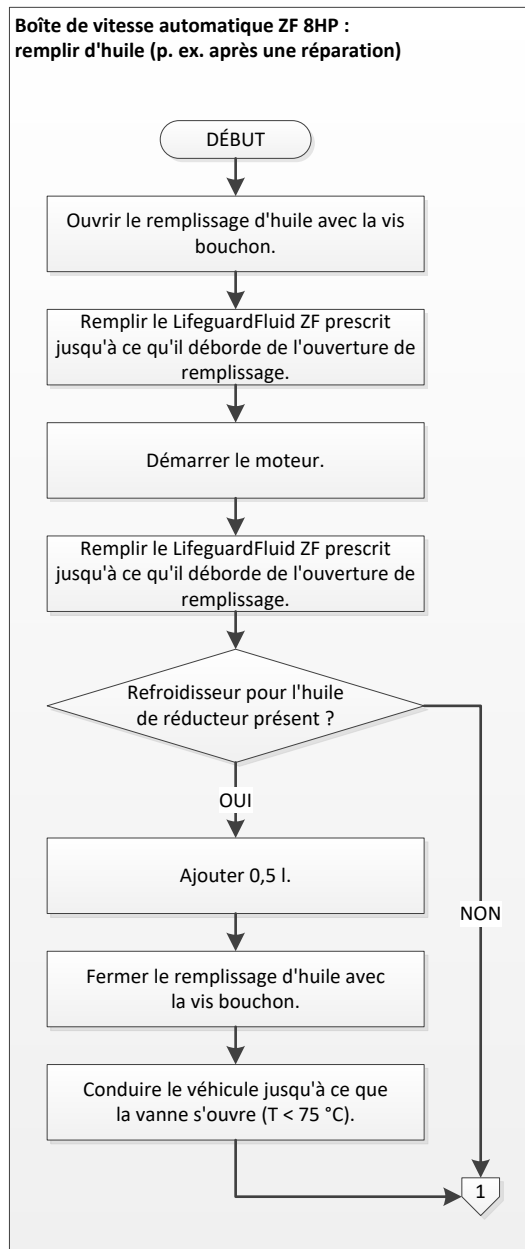 Boîte de vitesse automatique ZF 8HP :
remplir d'huile (p. ex. après une réparation)
DÉBUT
Ouvrir le remplissage d'huile avec la vis
bouchon.
Remplir le LifeguardFluid ZF prescrit
jusqu'à ce qu'il déborde de l'ouverture de
remplissage.
Démarrer le moteur.
Remplir le LifeguardFluid ZF prescrit
jusqu'à ce qu'il déborde de l'ouverture de
remplissage.
Refroidisseur pour l'huile
de réducteur présent ?
OUI
Ajouter 0,5 l.
NON
Fermer le remplissage d'huile avec
la vis bouchon.
Conduire le véhicule jusqu'à ce que
la vanne s'ouvre (T < 75 °C).
1